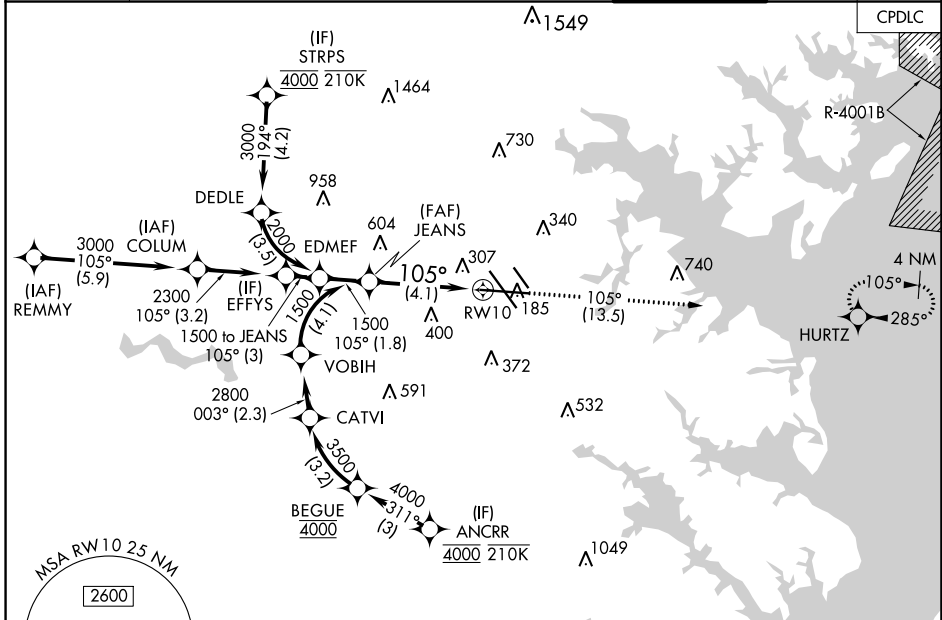 CPDLC
1549
(IF)
STRPS
4000 210K
1464
R-4001B
3000
194°
(4.2)
730
958
DEDLE
2000
(3.5)
EDMEF
604
(FAF)
JEANS
340
(IAF)
COLUM
3000
105°
(5.9)
(IAF)
REMMY
2300
105° (3.2)
(IF)
EFFYS
1500 to JEANS
105° (3)
1500
(4.1)
1500
105° (1.8)
105°
(4.1)
307
400
RW10
185
105°
(13.5)
740
4 NM
105°
285°
HURTZ
VOBIH
372
2800
003° (2.3)
CATVI
591
532
3500
(3.2)
BEGUE
4000
4000
311°
(3)
(IF)
ANCRR
4000 210K
1049
MSA RW10 25 NM
2600